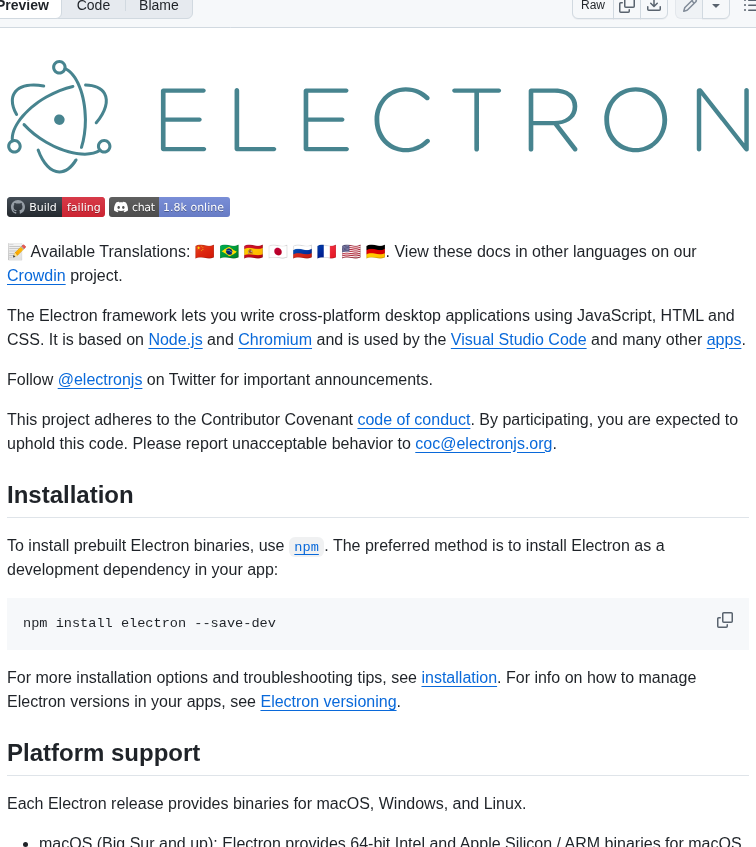 Preview Code Blame Raw
ELECTRON
Build failing chat 1.8k online
📝 Available Translations: 🇨🇳 🇧🇷 🇪🇸 🇯🇵 🇷🇺 🇫🇷 🇺🇸 🇩🇪. View these docs in other languages on our
Crowdin project.
The Electron framework lets you write cross-platform desktop applications using JavaScript, HTML and
CSS. It is based on Node.js and Chromium and is used by the Visual Studio Code and many other apps.
Follow @electronjs on Twitter for important announcements.
This project adheres to the Contributor Covenant code of conduct. By participating, you are expected to
uphold this code. Please report unacceptable behavior to coc@electronjs.org.
Installation
To install prebuilt Electron binaries, use npm. The preferred method is to install Electron as a
development dependency in your app:
npm install electron --save-dev
For more installation options and troubleshooting tips, see installation. For info on how to manage
Electron versions in your apps, see Electron versioning.
Platform support
Each Electron release provides binaries for macOS, Windows, and Linux.
• macOS (Big Sur and up): Electron provides 64-bit Intel and Apple Silicon / ARM binaries for macOS.